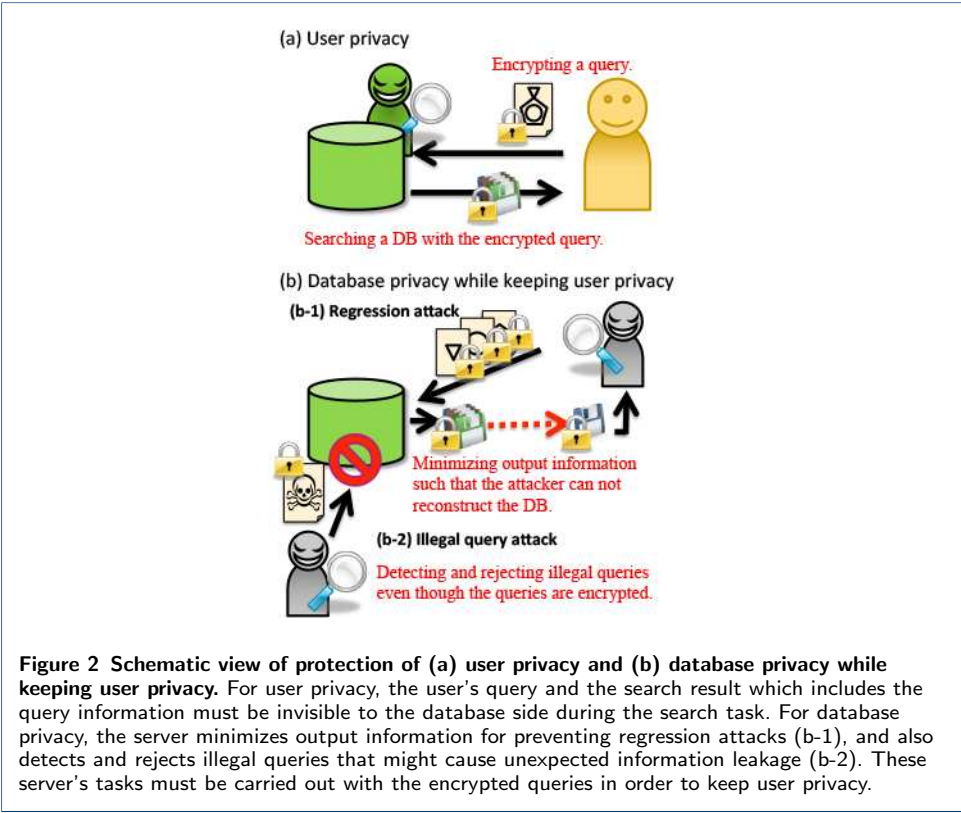 (a) User privacy
Encrypting a query.
Searching a DB with the encrypted query.
(b) Database privacy while keeping user privacy
(b-1) Regression attack
Minimizing output information
such that the attacker can not
reconstruct the DB.
(b-2) Illegal query attack
Detecting and rejecting illegal queries
even though the queries are encrypted.
Figure 2 Schematic view of protection of (a) user privacy and (b) database privacy while
keeping user privacy. For user privacy, the user's query and the search result which includes the
query information must be invisible to the database side during the search task. For database
privacy, the server minimizes output information for preventing regression attacks (b-1), and also
detects and rejects illegal queries that might cause unexpected information leakage (b-2). These
server's tasks must be carried out with the encrypted queries in order to keep user privacy.